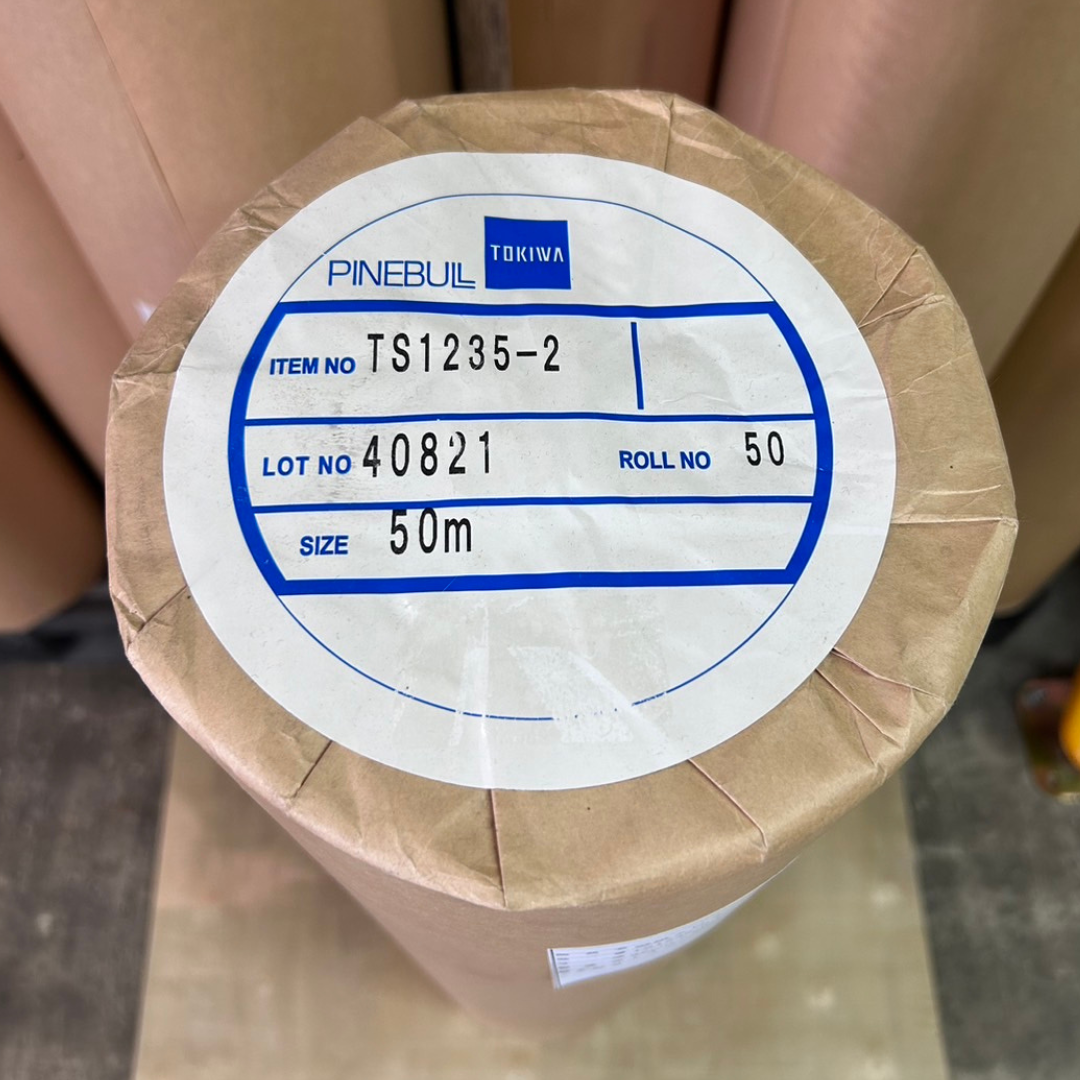 PINEBULL TOKIWA
ITEM NO TS1235-2
LOT NO 40821 ROLL NO 50
SIZE 50m